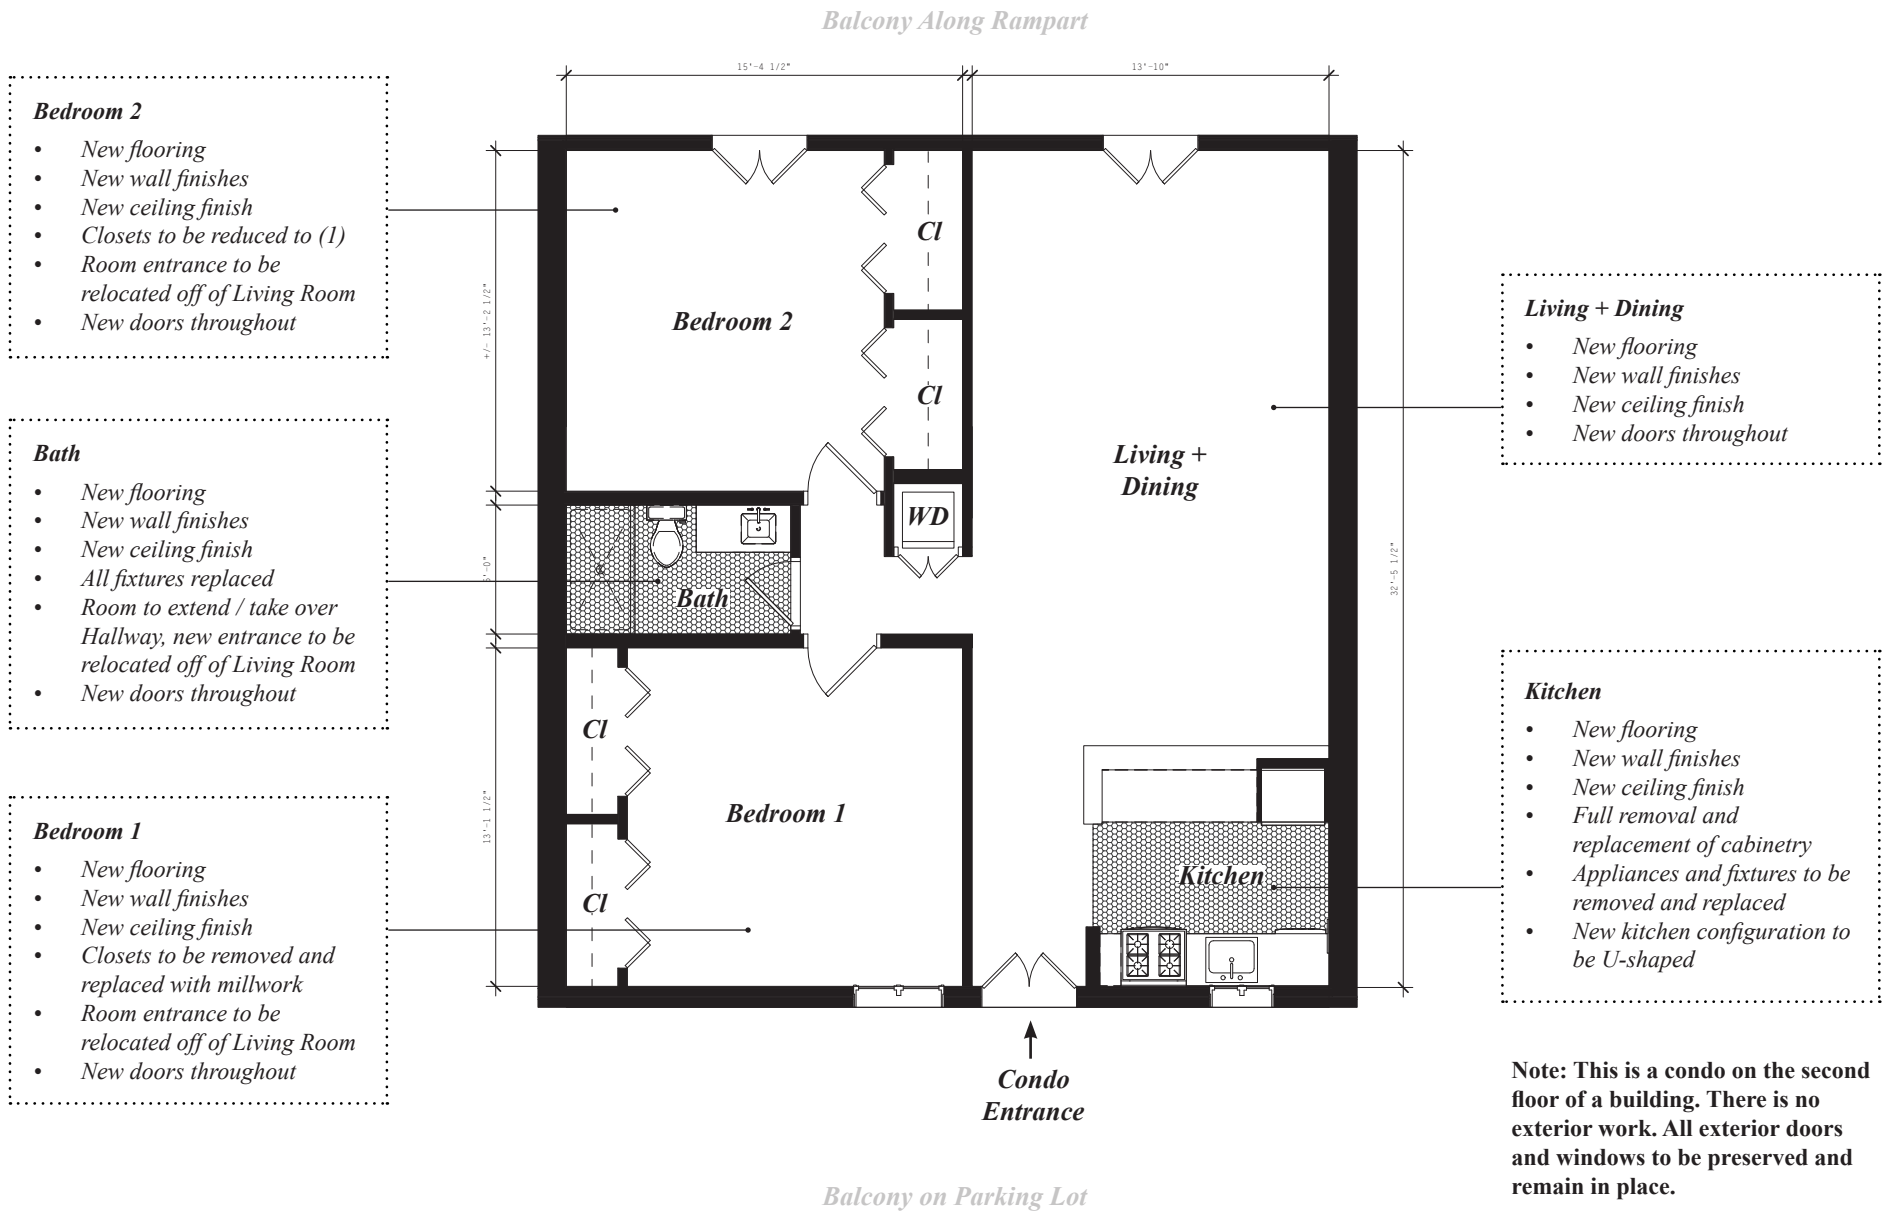 Balcony Along Rampart
15'-4 1/2"
13'-10"
Bedroom 2
• New flooring
• New wall finishes
• New ceiling finish
• Closets to be reduced to (1)
• Room entrance to be
relocated off of Living Room
• New doors throughout
Bath
• New flooring
• New wall finishes
• New ceiling finish
• All fixtures replaced
• Room to extend / take over
Hallway, new entrance to be
relocated off of Living Room
• New doors throughout
Bedroom 1
• New flooring
• New wall finishes
• New ceiling finish
• Closets to be removed and
replaced with millwork
• Room entrance to be
relocated off of Living Room
• New doors throughout
+/- 13'-2 1/2"
13'-1 1/2"
Bedroom 2
Cl
Cl
WD
Bath
Cl
Cl
Bedroom 1
Living +
Dining
Kitchen
32'-5 1/2"
Condo
Entrance
Living + Dining
• New flooring
• New wall finishes
• New ceiling finish
• New doors throughout
Kitchen
• New flooring
• New wall finishes
• New ceiling finish
• Full removal and
replacement of cabinetry
• Appliances and fixtures to be
removed and replaced
• New kitchen configuration to
be U-shaped
Note: This is a condo on the second
floor of a building. There is no
exterior work. All exterior doors
and windows to be preserved and
remain in place.
Balcony on Parking Lot